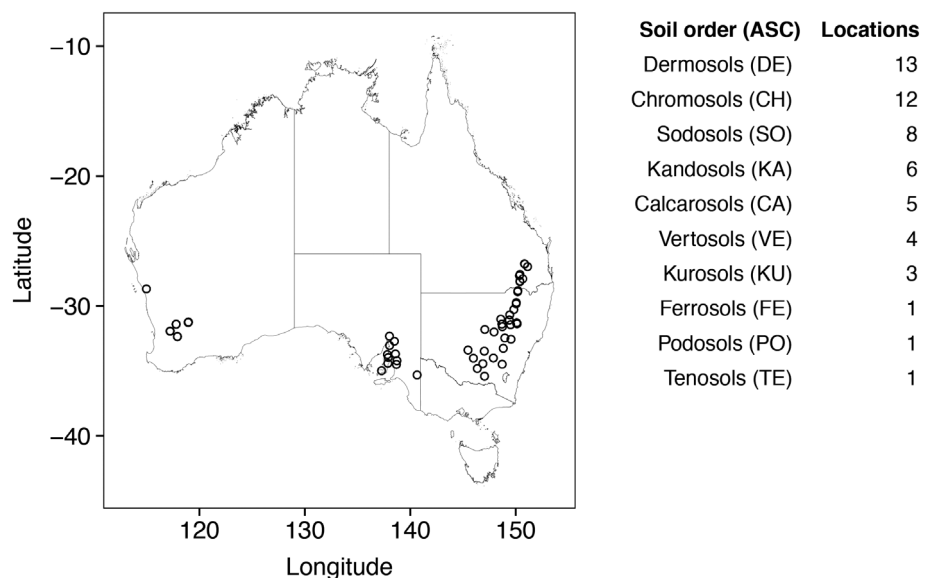 −10
−20
−30
−40
Latitude
120 130 140 150
Longitude
Soil order (ASC) Locations
Dermosols (DE) 13
Chromosols (CH) 12
Sodosols (SO) 8
Kandosols (KA) 6
Calcarosols (CA) 5
Vertosols (VE) 4
Kurosols (KU) 3
Ferrosols (FE) 1
Podosols (PO) 1
Tenosols (TE) 1